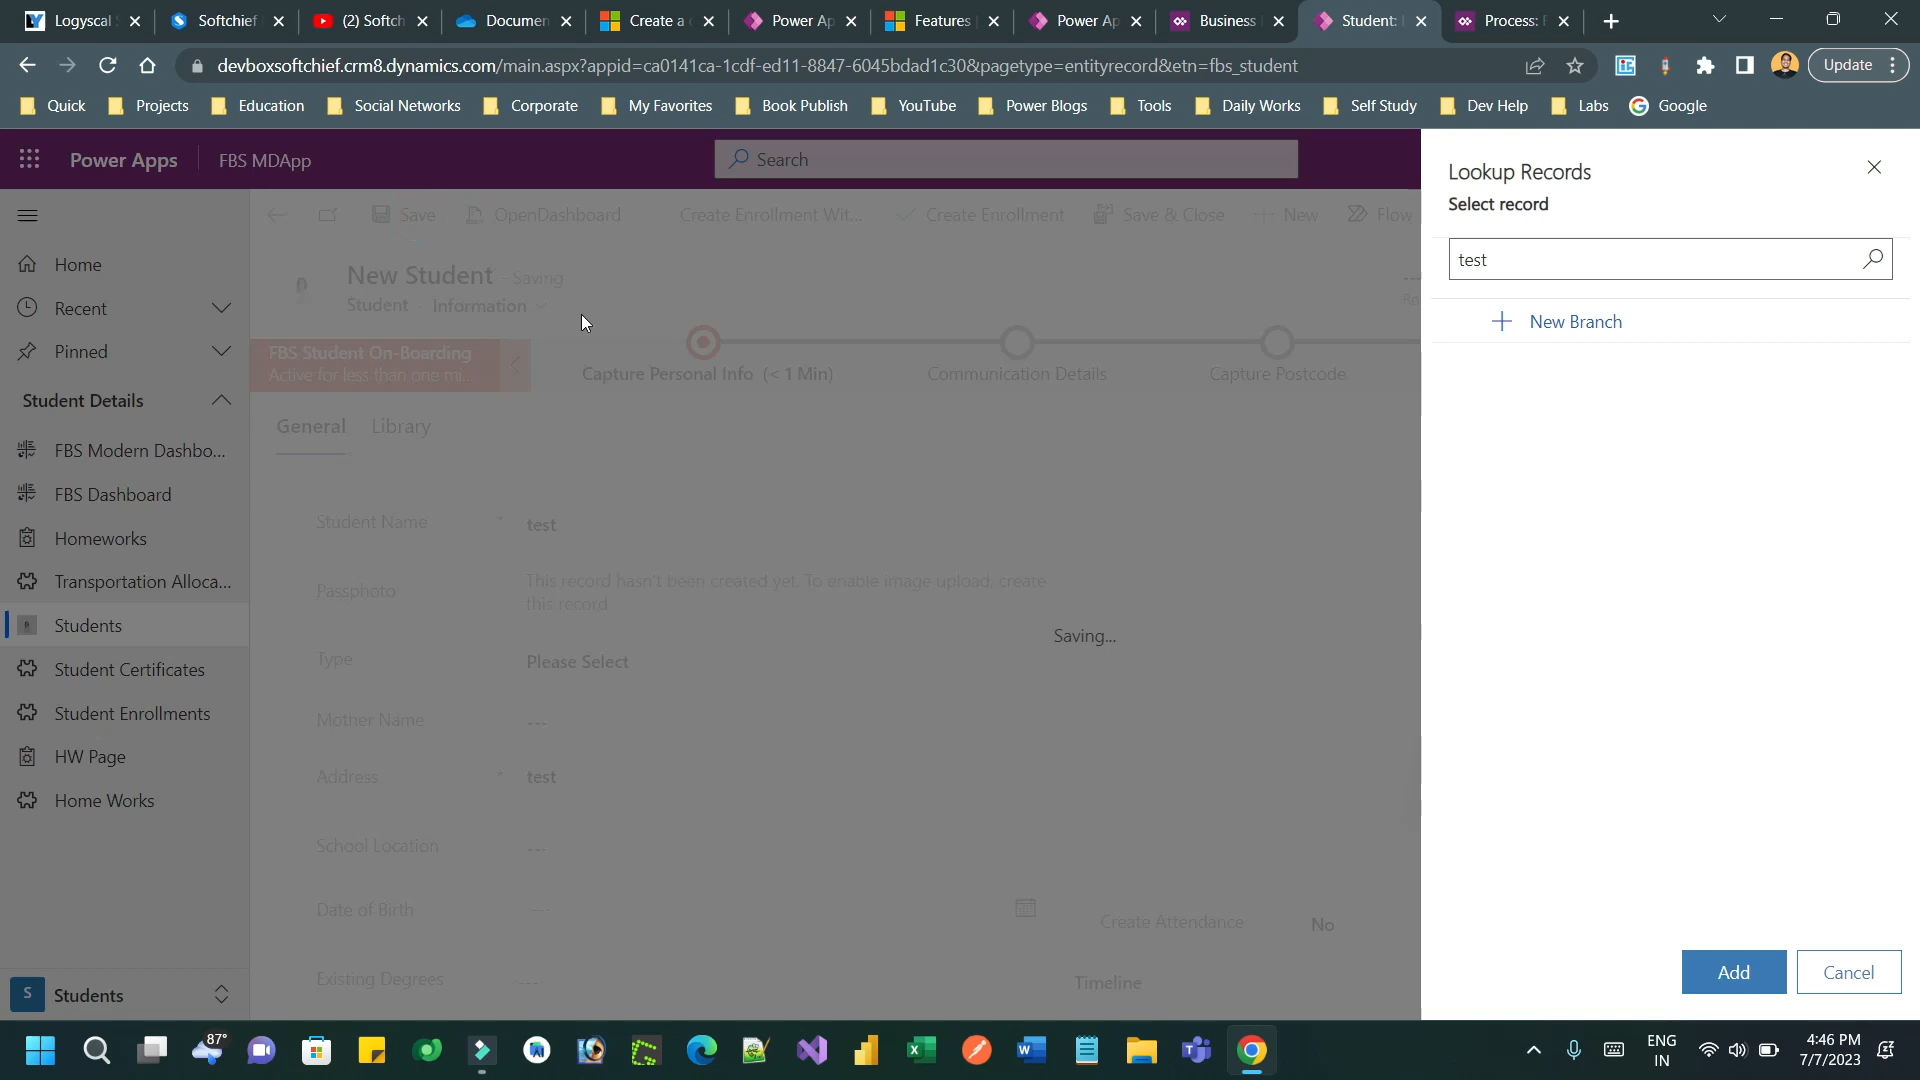 Logyscal
Softchief
(2) Softch
Documen
Create a c
Power Ap
Features
Power Ap
Business
Student: I
Process: F
devboxsoftchief.crm8.dynamics.com/main.aspx?appid=ca0141ca-1cdf-ed11-8847-6045bdad1c30&pagetype=entityrecord&etn=fbs_student
Update
Quick
Projects
Education
Social Networks
Corporate
My Favorites
Book Publish
YouTube
Power Blogs
Tools
Daily Works
Self Study
Dev Help
Labs
Google
Power Apps
FBS MDApp
Search
Home
Recent
Pinned
Student Details
FBS Modern Dashbo...
FBS Dashboard
Homeworks
Transportation Alloca...
Students
Student Certificates
Student Enrollments
HW Page
Home Works
S Students
Save
OpenDashboard
Create Enrollment Wit...
Create Enrollment
Save & Close
New
Flow
New Student - Saving
Student · Information
FBS Student On-Boarding
Active for less than one mi...
Capture Personal Info (< 1 Min)
Communication Details
Capture Postcode
General
Library
Student Name * test
Passphoto
This record hasn't been created yet. To enable image upload, create
this record.
Saving...
Type
Please Select
Mother Name ---
Address * test
School Location ---
Date of Birth ---
Create Attendance No
Existing Degrees ---
Timeline
Lookup Records
Select record
test
New Branch
Add
Cancel
87°
ENG
IN
4:46 PM
7/7/2023